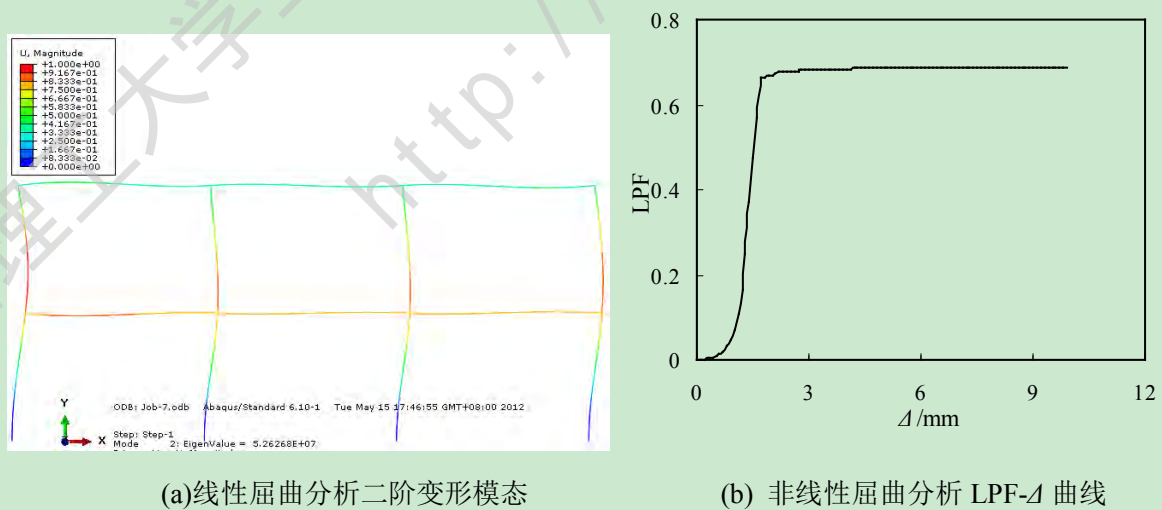 理工大学
http://
U, Magnitude
+1.000e+00
+9.167e-01
+8.333e-01
+7.500e-01
+6.667e-01
+5.833e-01
+5.000e-01
+4.167e-01
+3.333e-01
+2.500e-01
+1.667e-01
+8.333e-02
+0.000e+00
Y
X
ODB: Job-7.odb Abaqus/Standard 6.10-1 Tue May 15 17:46:55 GMT+08:00 2012
Step: Step-1
Mode 2: EigenValue = 5.26268E+07
0.8
0.6
0.4
0.2
0
LPF
0 3 6 9 12
Δ/mm
(a)线性屈曲分析二阶变形模态
(b) 非线性屈曲分析 LPF-Δ 曲线